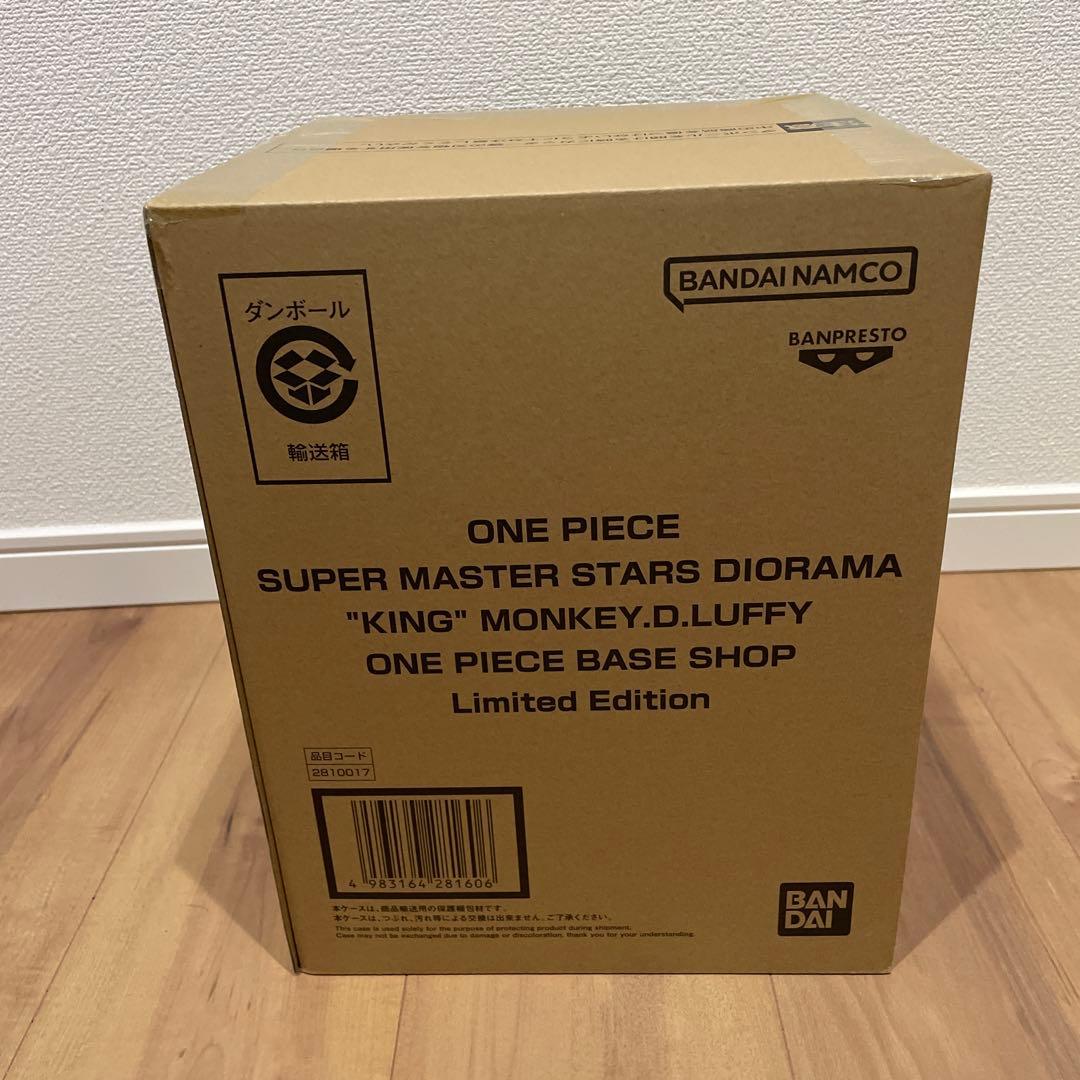 ダンボール
輸送箱
BANDAI NAMCO
BANPRESTO
ONE PIECE
SUPER MASTER STARS DIORAMA
"KING" MONKEY.D.LUFFY
ONE PIECE BASE SHOP
Limited Edition
品目コード
2810017
4 983164 281606
本ケースは、商品輸送用の保護梱包材です。
本ケースは、つぶれ、汚れ等による交換は出来ません。ご了承ください。
This case is used solely for the purpose of protecting product during shipment.
Case may not be exchanged due to damage or discoloration, thank you for your understanding.
BAN
DAI